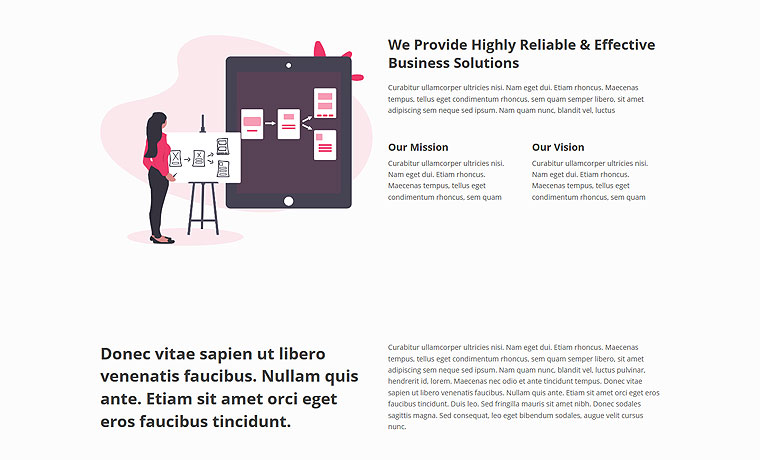 We Provide Highly Reliable & Effective
Business Solutions
Curabitur ullamcorper ultricies nisi. Nam eget dui. Etiam rhoncus. Maecenas
tempus, tellus eget condimentum rhoncus, sem quam semper libero, sit amet
adipiscing sem neque sed ipsum. Nam quam nunc, blandit vel, luctus
Our Mission
Curabitur ullamcorper ultricies nisi.
Nam eget dui. Etiam rhoncus.
Maecenas tempus, tellus eget
condimentum rhoncus, sem quam
Our Vision
Curabitur ullamcorper ultricies nisi.
Nam eget dui. Etiam rhoncus.
Maecenas tempus, tellus eget
condimentum rhoncus, sem quam
Donec vitae sapien ut libero
venenatis faucibus. Nullam quis
ante. Etiam sit amet orci eget
eros faucibus tincidunt.
Curabitur ullamcorper ultricies nisi. Nam eget dui. Etiam rhoncus. Maecenas
tempus, tellus eget condimentum rhoncus, sem quam semper libero, sit amet
adipiscing sem neque sed ipsum. Nam quam nunc, blandit vel, luctus pulvinar,
hendrerit id, lorem. Maecenas nec odio et ante tincidunt tempus. Donec vitae
sapien ut libero venenatis faucibus. Nullam quis ante. Etiam sit amet orci eget eros
faucibus tincidunt. Duis leo. Sed fringilla mauris sit amet nibh. Donec sodales
sagittis magna. Sed consequat, leo eget bibendum sodales, augue velit cursus
nunc.